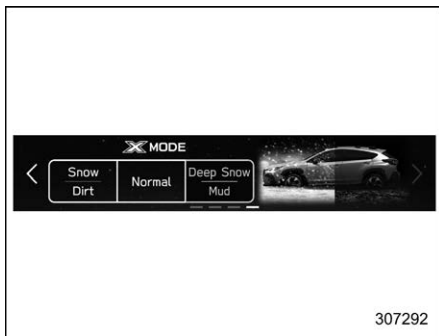 X MODE
Snow
Dirt
Normal
Deep Snow
Mud
307292